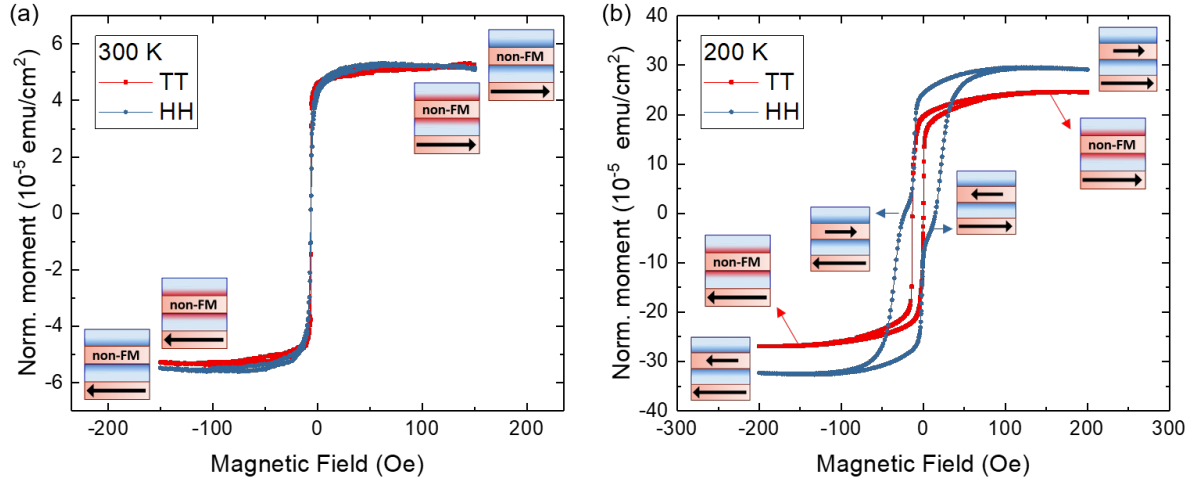 (a)
300 K
TT
HH
non-FM
non-FM
non-FM
non-FM
6
4
2
0
-2
-4
-6
Norm. moment (10⁻⁵ emu/cm²)
-200
-100
0
100
200
Magnetic Field (Oe)
(b)
200 K
TT
HH
non-FM
non-FM
40
30
20
10
0
-10
-20
-30
-40
Norm. moment (10⁻⁵ emu/cm²)
-300
-200
-100
0
100
200
300
Magnetic Field (Oe)